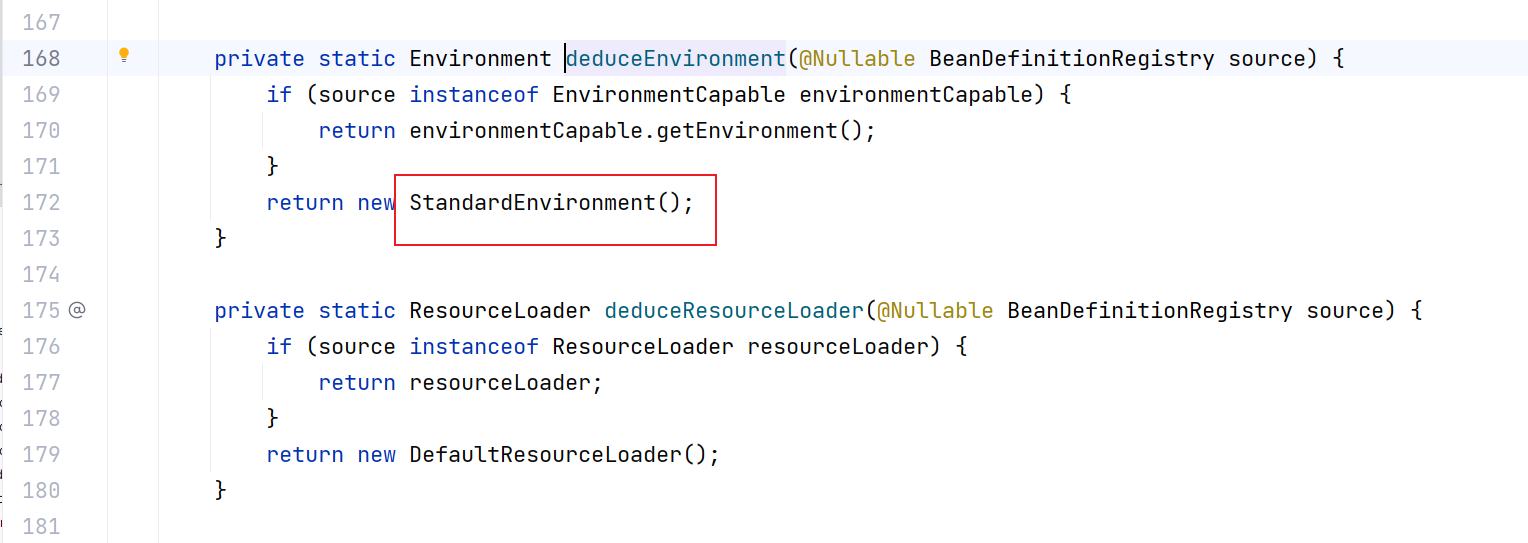 167
168 private static Environment deduceEnvironment(@Nullable BeanDefinitionRegistry source) {
169 if (source instanceof EnvironmentCapable environmentCapable) {
170 return environmentCapable.getEnvironment();
171 }
172 return new StandardEnvironment();
173 }
174
175 @ private static ResourceLoader deduceResourceLoader(@Nullable BeanDefinitionRegistry source) {
176 if (source instanceof ResourceLoader resourceLoader) {
177 return resourceLoader;
178 }
179 return new DefaultResourceLoader();
180 }
181